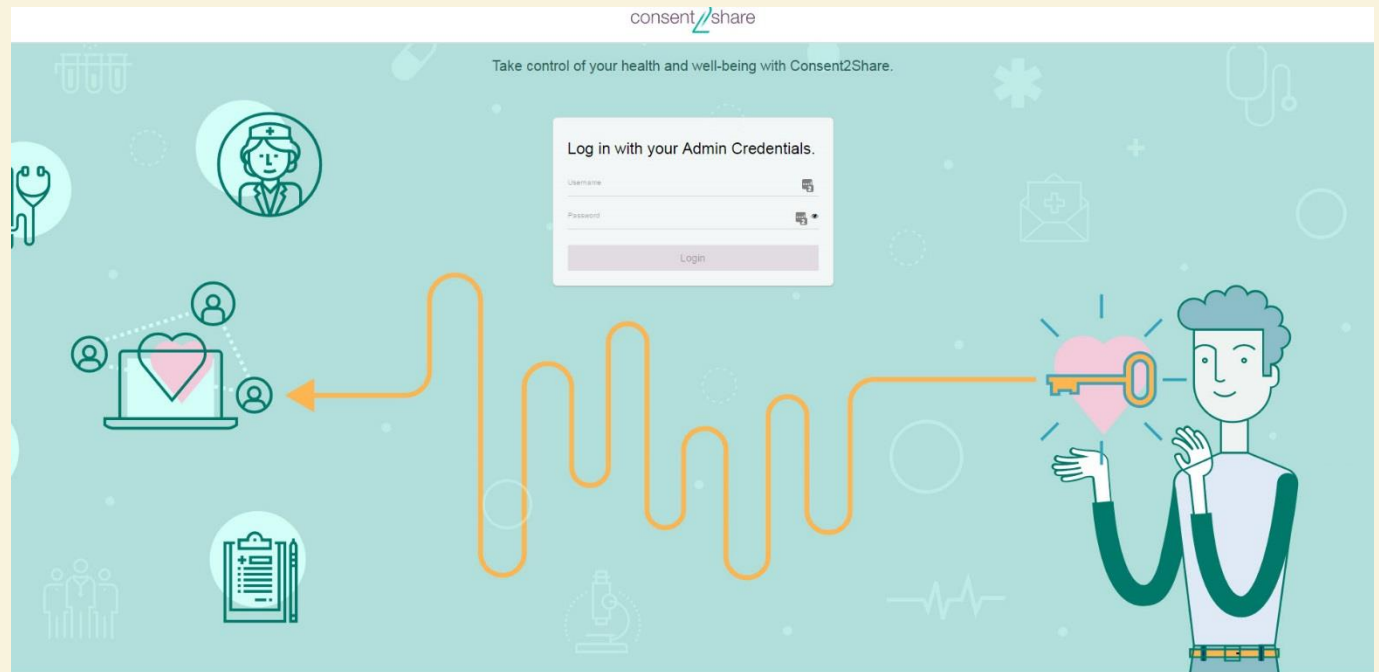 consent2share
Take control of your health and well-being with Consent2Share.
Log in with your Admin Credentials.
Username
Password
Login